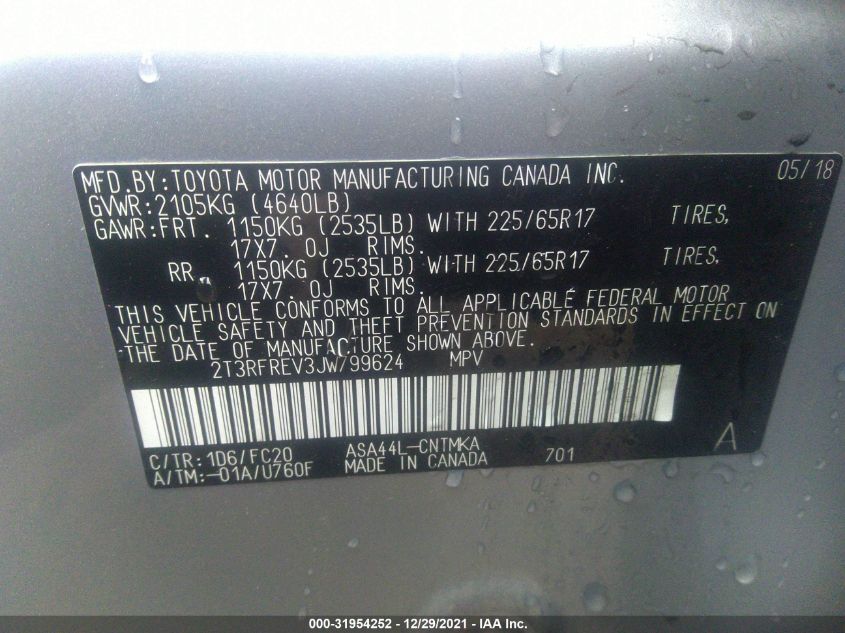 MFD.BY:TOYOTA MOTOR MANUFACTURING CANADA INC. 05/18
GVWR:2105KG (4640LB)
GAWR:FRT. 1150KG (2535LB) WITH 225/65R17 TIRES,
17X7.0J RIMS.
RR. 1150KG (2535LB) WITH 225/65R17 TIRES,
17X7.0J RIMS.
THIS VEHICLE CONFORMS TO ALL APPLICABLE FEDERAL MOTOR
VEHICLE SAFETY AND THEFT PREVENTION STANDARDS IN EFFECT ON
THE DATE OF MANUFACTURE SHOWN ABOVE.
2T3RFREV3JW799624 MPV
C/TR:1D6/FC20 ASA44L-CNTMKA 701 A
A/TM:-01A/U760F MADE IN CANADA
000-31954252 - 12/29/2021 - IAA Inc.